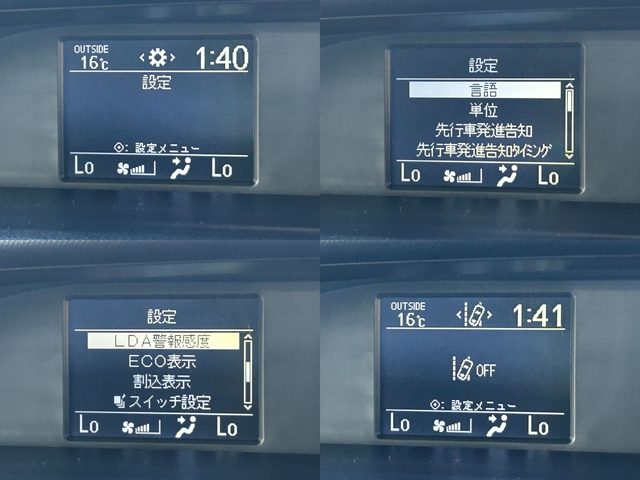 OUTSIDE
16℃
1:40
設定
設定メニュー
Lo
Lo
設定
言語
単位
先行車発進告知
先行車発進告知タイミング
Lo
Lo
設定
LDA警報感度
ECO表示
割込表示
スイッチ設定
Lo
Lo
OUTSIDE
16℃
1:41
OFF
設定メニュー
Lo
Lo